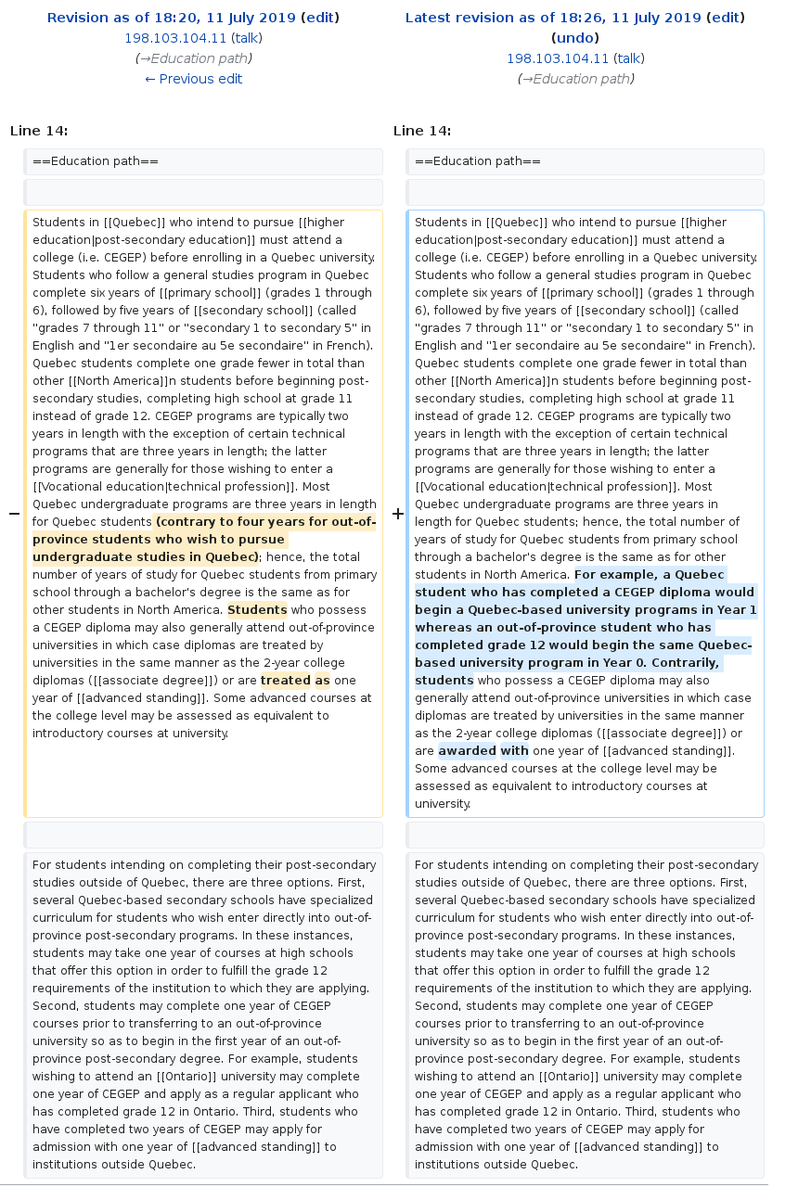 Revision as of 18:20, 11 July 2019 (edit)
198.103.104.11 (talk)
(→Education path)
← Previous edit
Latest revision as of 18:26, 11 July 2019 (edit)
(undo)
198.103.104.11 (talk)
(→Education path)
Line 14:
==Education path==
−
Students in [[Quebec]] who intend to pursue [[higher
education|post-secondary education]] must attend a
college (i.e. CEGEP) before enrolling in a Quebec university.
Students who follow a general studies program in Quebec
complete six years of [[primary school]] (grades 1 through
6), followed by five years of [[secondary school]] (called
"grades 7 through 11" or "secondary 1 to secondary 5" in
English and "1er secondaire au 5e secondaire" in French).
Quebec students complete one grade fewer in total than
other [[North America]]n students before beginning post-
secondary studies, completing high school at grade 11
instead of grade 12. CEGEP programs are typically two
years in length with the exception of certain technical
programs that are three years in length; the latter
programs are generally for those wishing to enter a
[[Vocational education|technical profession]]. Most
Quebec undergraduate programs are three years in length
for Quebec students (contrary to four years for out-of-
province students who wish to pursue
undergraduate studies in Quebec); hence, the total
number of years of study for Quebec students from primary
school through a bachelor's degree is the same as for
other students in North America. Students who possess
a CEGEP diploma may also generally attend out-of-province
universities in which case diplomas are treated by
universities in the same manner as the 2-year college
diplomas ([[associate degree]]) or are treated as one
year of [[advanced standing]]. Some advanced courses at
the college level may be assessed as equivalent to
introductory courses at university.
For students intending on completing their post-secondary
studies outside of Quebec, there are three options. First,
several Quebec-based secondary schools have specialized
curriculum for students who wish enter directly into out-of-
province post-secondary programs. In these instances,
students may take one year of courses at high schools
that offer this option in order to fulfill the grade 12
requirements of the institution to which they are applying.
Second, students may complete one year of CEGEP
courses prior to transferring to an out-of-province
university so as to begin in the first year of an out-of-
province post-secondary degree. For example, students
wishing to attend an [[Ontario]] university may complete
one year of CEGEP and apply as a regular applicant who
has completed grade 12 in Ontario. Third, students who
have completed two years of CEGEP may apply for
admission with one year of [[advanced standing]] to
institutions outside Quebec.
Line 14:
==Education path==
+
Students in [[Quebec]] who intend to pursue [[higher
education|post-secondary education]] must attend a
college (i.e. CEGEP) before enrolling in a Quebec university.
Students who follow a general studies program in Quebec
complete six years of [[primary school]] (grades 1 through
6), followed by five years of [[secondary school]] (called
"grades 7 through 11" or "secondary 1 to secondary 5" in
English and "1er secondaire au 5e secondaire" in French).
Quebec students complete one grade fewer in total than
other [[North America]]n students before beginning post-
secondary studies, completing high school at grade 11
instead of grade 12. CEGEP programs are typically two
years in length with the exception of certain technical
programs that are three years in length; the latter
programs are generally for those wishing to enter a
[[Vocational education|technical profession]]. Most
Quebec undergraduate programs are three years in
length for Quebec students; hence, the total number of
years of study for Quebec students from primary school
through a bachelor's degree is the same as for other
students in North America. For example, a Quebec
student who has completed a CEGEP diploma would
begin a Quebec-based university programs in Year 1
whereas an out-of-province student who has
completed grade 12 would begin the same Quebec-
based university program in Year 0. Contrarily,
students who possess a CEGEP diploma may also
generally attend out-of-province universities in which case
diplomas are treated by universities in the same manner
as the 2-year college diplomas ([[associate degree]]) or
are awarded with one year of [[advanced standing]].
Some advanced courses at the college level may be
assessed as equivalent to introductory courses at
university.
For students intending on completing their post-secondary
studies outside of Quebec, there are three options. First,
several Quebec-based secondary schools have specialized
curriculum for students who wish enter directly into out-of-
province post-secondary programs. In these instances,
students may take one year of courses at high schools
that offer this option in order to fulfill the grade 12
requirements of the institution to which they are applying.
Second, students may complete one year of CEGEP
courses prior to transferring to an out-of-province
university so as to begin in the first year of an out-of-
province post-secondary degree. For example, students
wishing to attend an [[Ontario]] university may complete
one year of CEGEP and apply as a regular applicant who
has completed grade 12 in Ontario. Third, students who
have completed two years of CEGEP may apply for
admission with one year of [[advanced standing]] to
institutions outside Quebec.